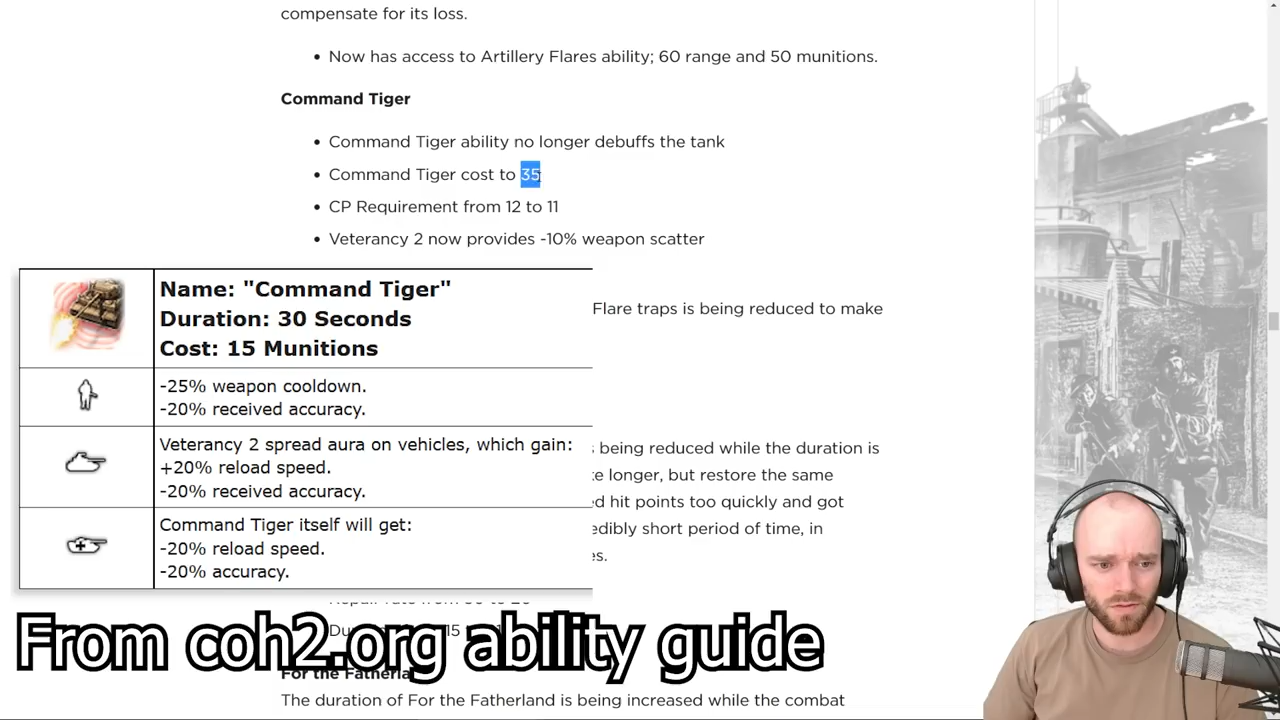 compensate for its loss.
• Now has access to Artillery Flares ability; 60 range and 50 munitions.
Command Tiger
• Command Tiger ability no longer debuffs the tank
• Command Tiger cost to 35
• CP Requirement from 12 to 11
• Veterancy 2 now provides -10% weapon scatter
Name: "Command Tiger"
Duration: 30 Seconds
Cost: 15 Munitions
-25% weapon cooldown.
-20% received accuracy.
Veterancy 2 spread aura on vehicles, which gain:
+20% reload speed.
-20% received accuracy.
Command Tiger itself will get:
-20% reload speed.
-20% accuracy.
Flare traps is being reduced to make
being reduced while the duration is
longer, but restore the same
hit points too quickly and got
short period of time, in
From coh2.org ability guide
For the
The duration of For the Fatherland is being increased while the combat